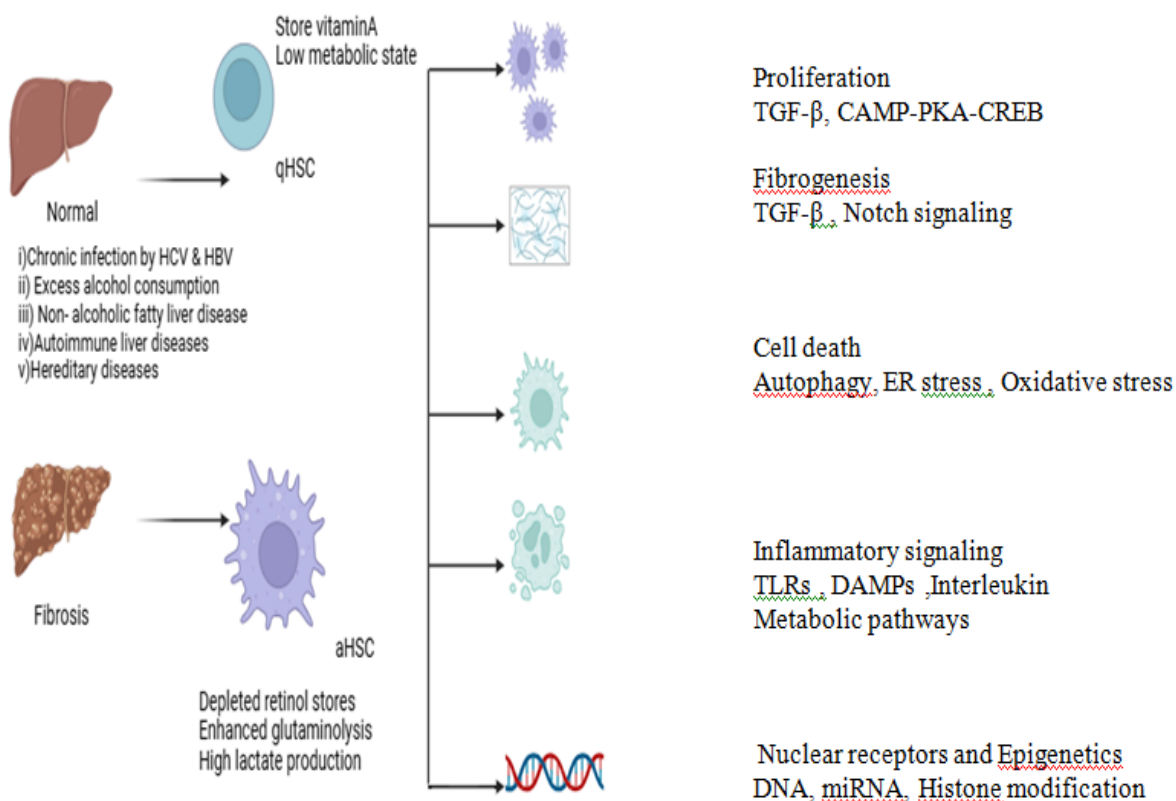 Store vitaminA
Low metabolic state
qHSC
Normal
i)Chronic infection by HCV & HBV
ii) Excess alcohol consumption
iii) Non- alcoholic fatty liver disease
iv)Autoimmune liver diseases
v)Hereditary diseases
Fibrosis
aHSC
Depleted retinol stores
Enhanced glutaminolysis
High lactate production
Proliferation
TGF-β, CAMP-PKA-CREB
Fibrogenesis
TGF-β , Notch signaling
Cell death
Autophagy, ER stress , Oxidative stress
Inflammatory signaling
TLRs , DAMPs ,Interleukin
Metabolic pathways
Nuclear receptors and Epigenetics
DNA, miRNA, Histone modification